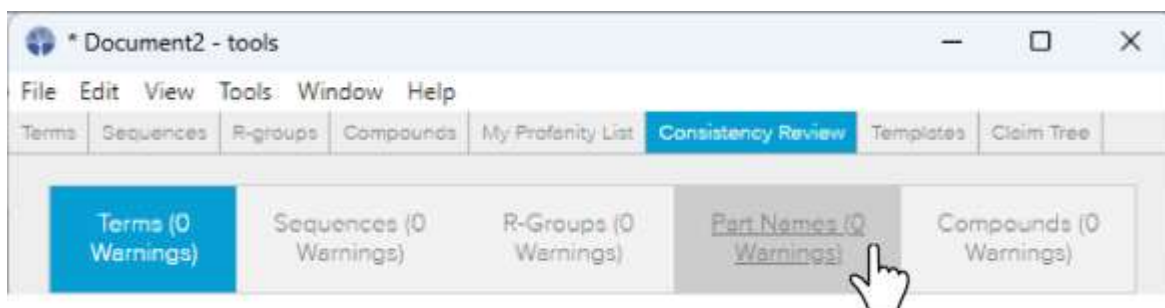 * Document2 - tools
File Edit View Tools Window Help
Terms Sequences R-groups Compounds My Profanity List Consistency Review Templates Claim Tree
Terms (0 Warnings)
Sequences (0 Warnings)
R-Groups (0 Warnings)
Part Names (0 Warnings)
Compounds (0 Warnings)